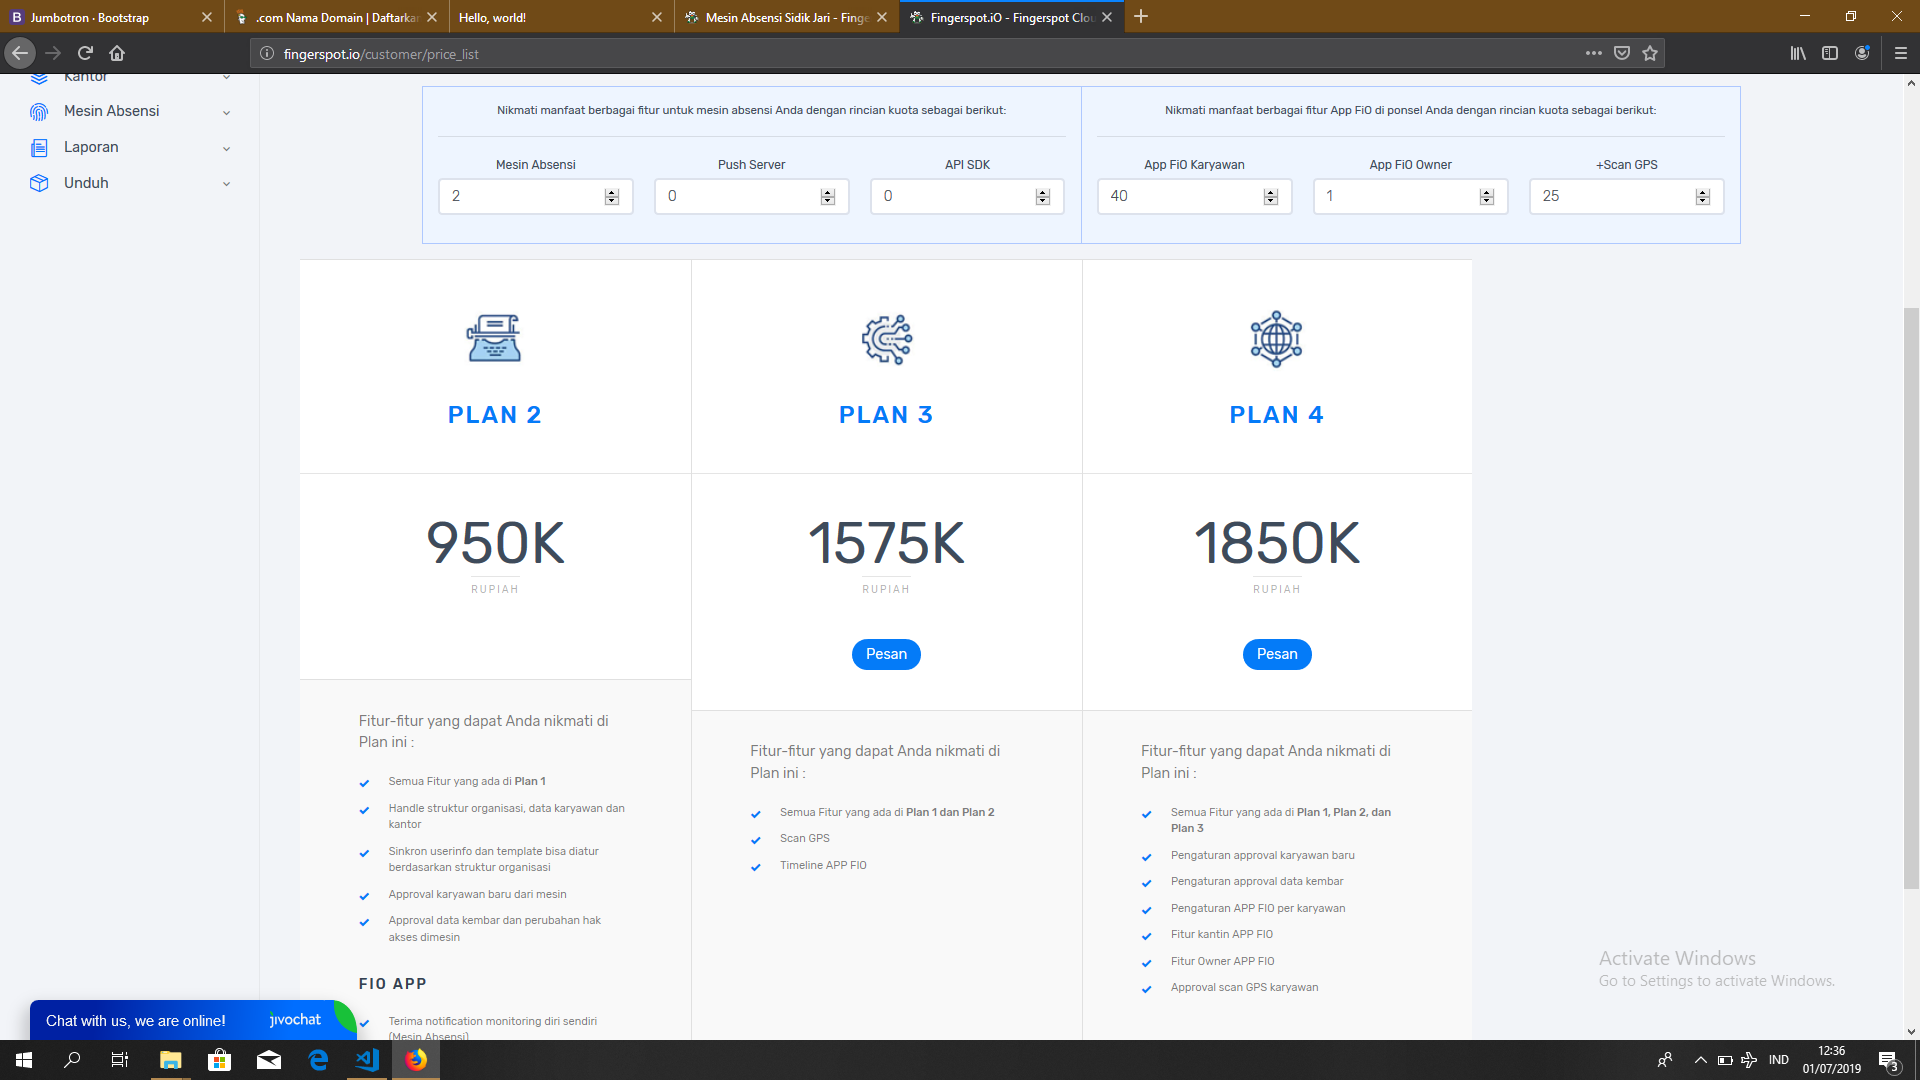 Jumbotron · Bootstrap
.com Nama Domain | Daftarkan
Hello, world!
Mesin Absensi Sidik Jari - Finge
Fingerspot.iO - Fingerspot Clou
fingerspot.io/customer/price_list
Kantor
Mesin Absensi
Laporan
Unduh
Nikmati manfaat berbagai fitur untuk mesin absensi Anda dengan rincian kuota sebagai berikut:
Mesin Absensi Push Server API SDK
2 0 0
Nikmati manfaat berbagai fitur App FiO di ponsel Anda dengan rincian kuota sebagai berikut:
App FiO Karyawan App FiO Owner +Scan GPS
40 1 25
PLAN 2
950K
RUPIAH
Fitur-fitur yang dapat Anda nikmati di
Plan ini :
Semua Fitur yang ada di Plan 1
Handle struktur organisasi, data karyawan dan
kantor
Sinkron userinfo dan template bisa diatur
berdasarkan struktur organisasi
Approval karyawan baru dari mesin
Approval data kembar dan perubahan hak
akses dimesin
FIO APP
Terima notification monitoring diri sendiri
(Mesin Absensi)
PLAN 3
1575K
RUPIAH
Pesan
Fitur-fitur yang dapat Anda nikmati di
Plan ini :
Semua Fitur yang ada di Plan 1 dan Plan 2
Scan GPS
Timeline APP FIO
PLAN 4
1850K
RUPIAH
Pesan
Fitur-fitur yang dapat Anda nikmati di
Plan ini :
Semua Fitur yang ada di Plan 1, Plan 2, dan
Plan 3
Pengaturan approval karyawan baru
Pengaturan approval data kembar
Pengaturan APP FIO per karyawan
Fitur kantin APP FIO
Fitur Owner APP FIO
Approval scan GPS karyawan
Activate Windows
Go to Settings to activate Windows.
Chat with us, we are online! jivochat
IND
12:36
01/07/2019
3